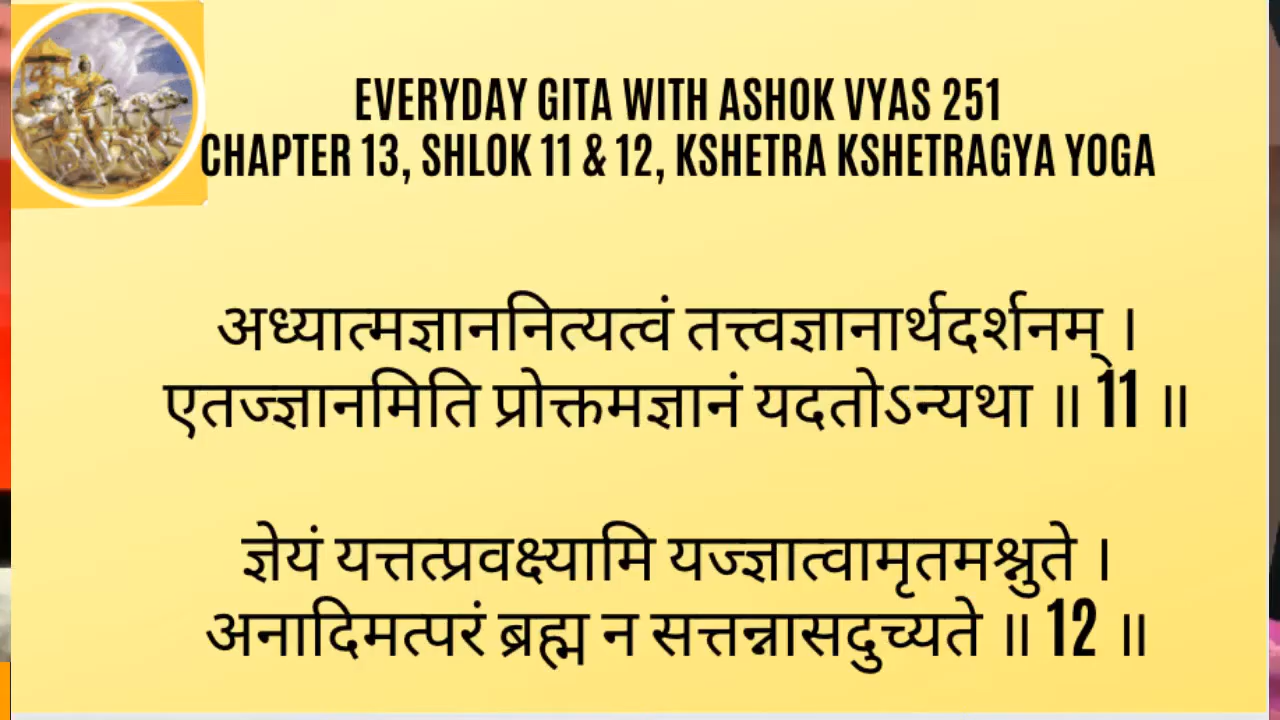 EVERYDAY GITA WITH ASHOK VYAS 251
CHAPTER 13, SHLOK 11 & 12, KSHETRA KSHETRAGYA YOGA
अध्यात्मज्ञाननित्यत्वं तत्त्वज्ञानार्थदर्शनम् ।
एतज्ज्ञानमिति प्रोक्तमज्ञानं यदतोऽन्यथा ॥ 11 ॥
ज्ञेयं यत्तत्प्रवक्ष्यामि यज्ज्ञात्वामृतमश्नुते ।
अनादिमत्परं ब्रह्म न सत्तन्नासदुच्यते ॥ 12 ॥